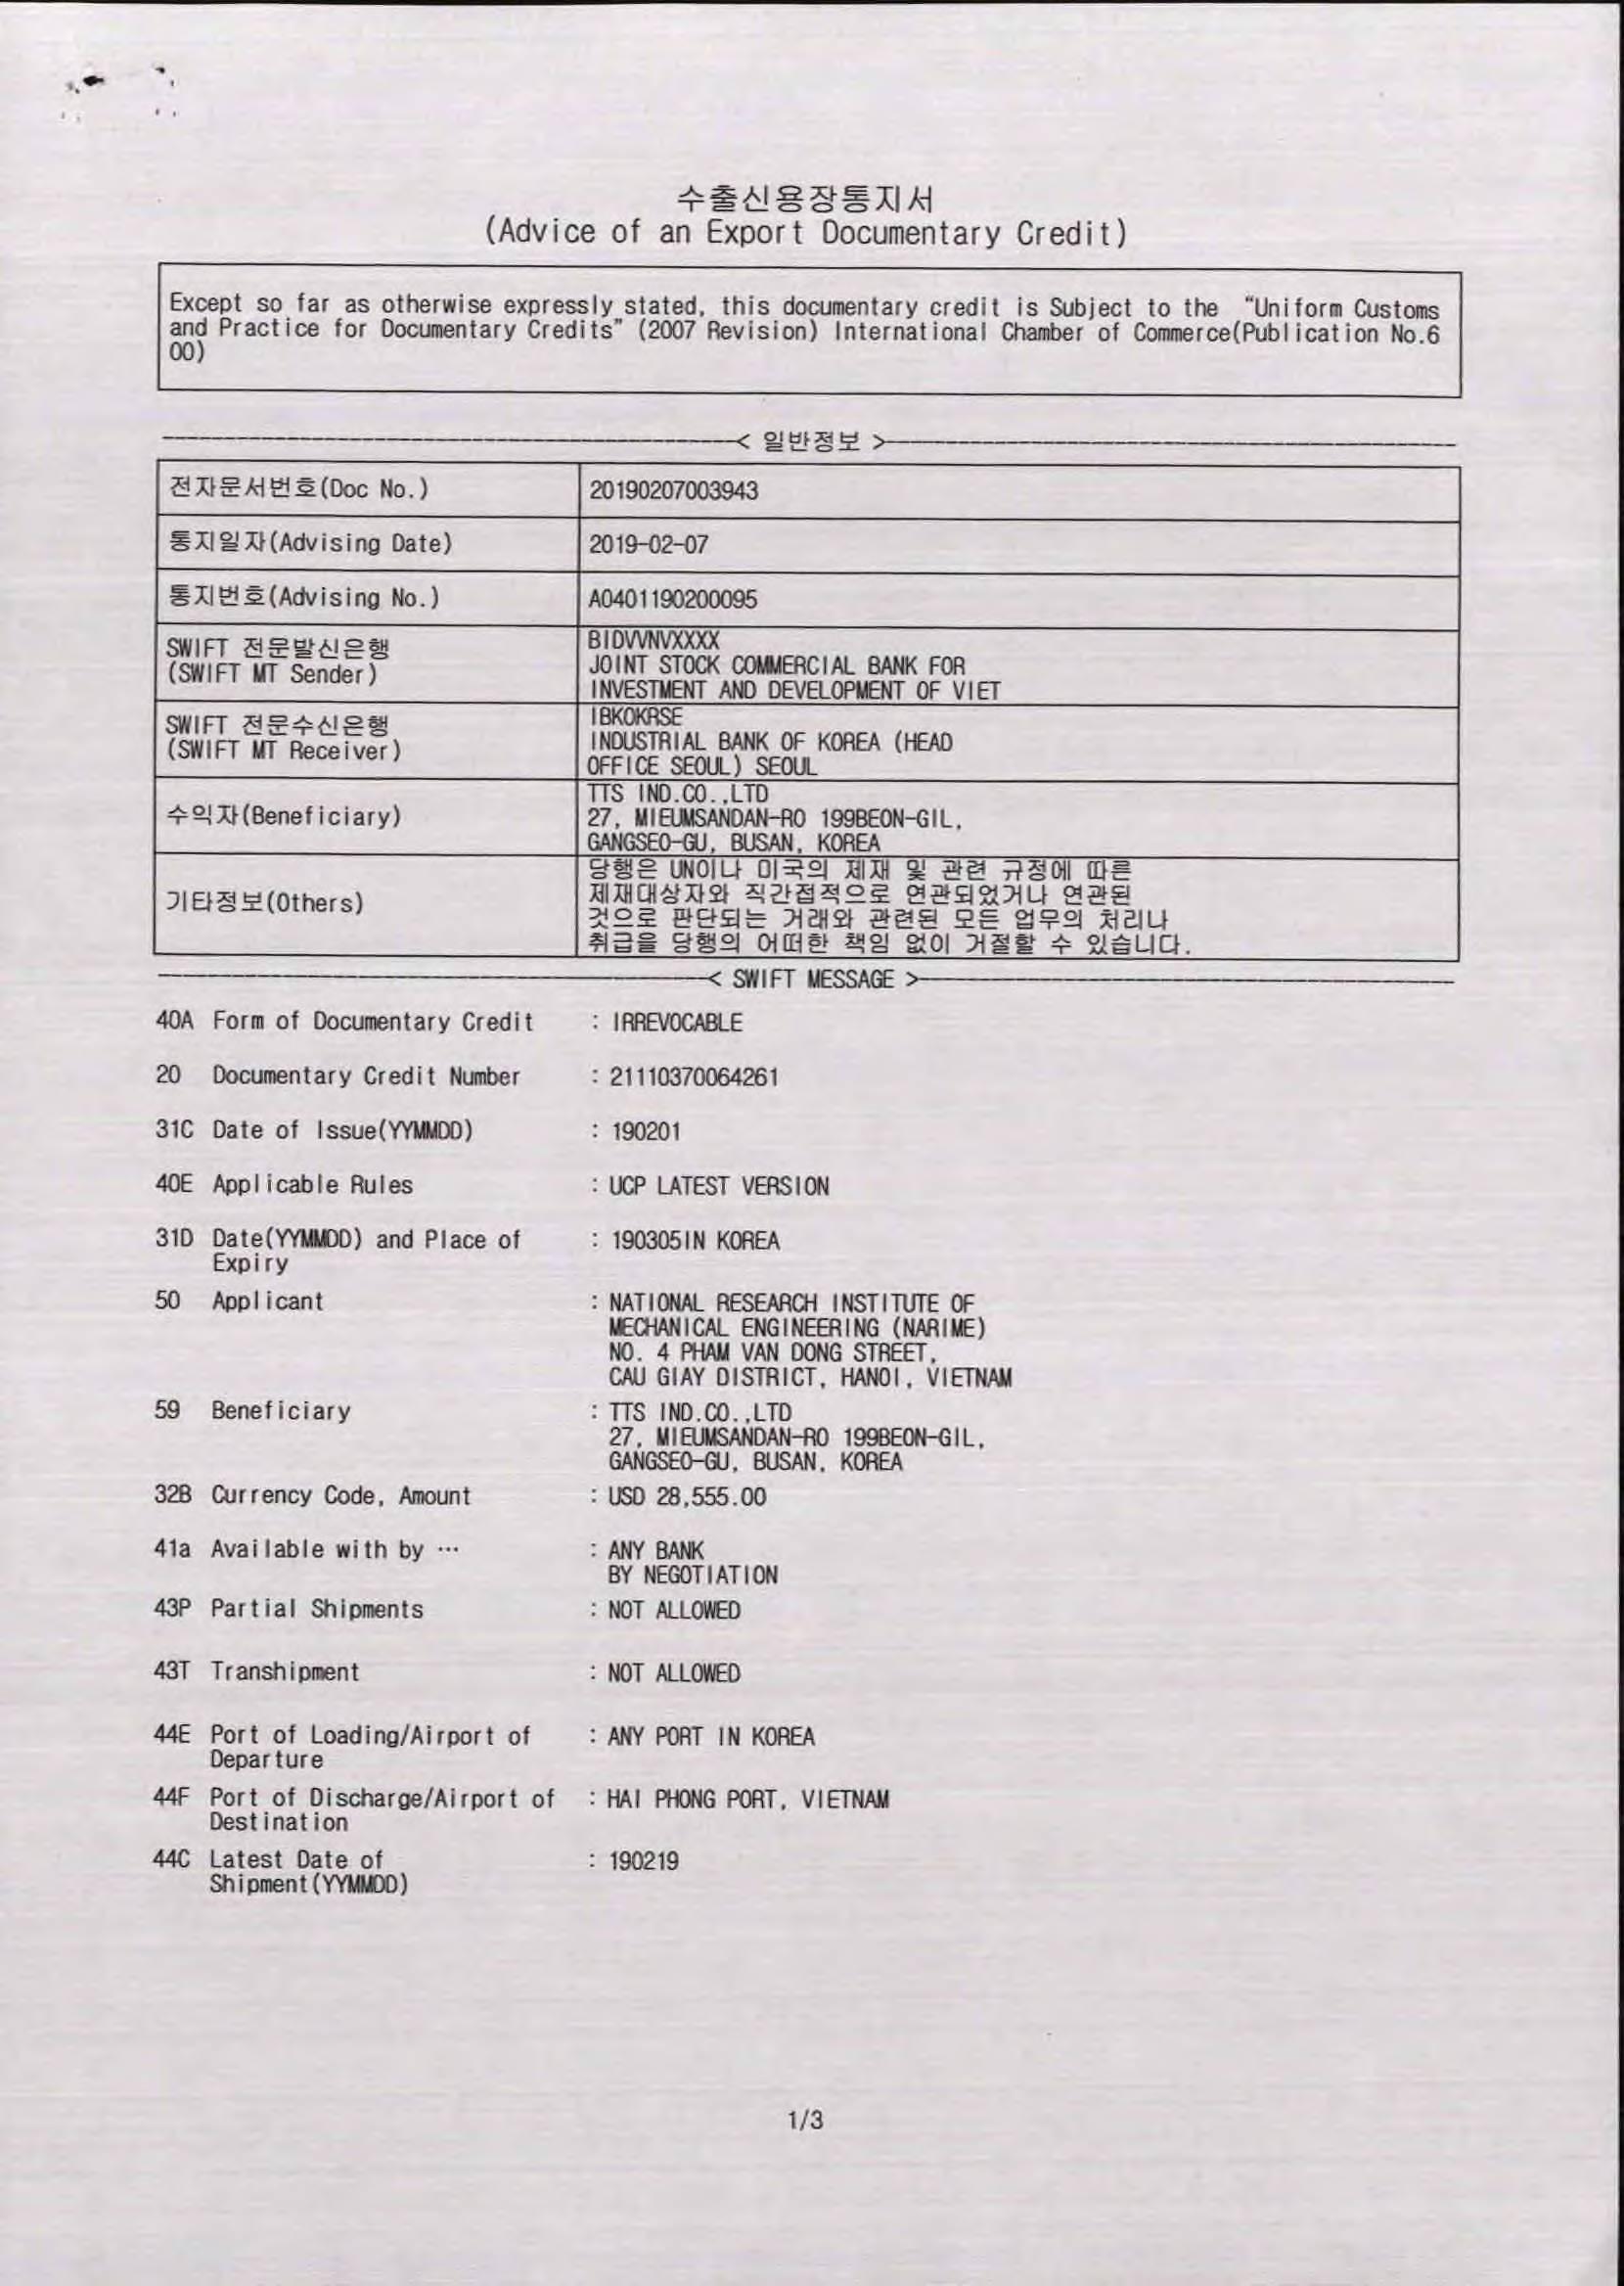 수출신용장통지서
(Advice of an Export Documentary Credit)
Except so far as otherwise expressly stated, this documentary credit is Subject to the "Uniform Customs
and Practice for Documentary Credits" (2007 Revision) International Chamber of Commerce(Publication No.6
00)
< 일반정보 >
전자문서번호(Doc No.) 20190207003943
통지일자(Advising Date) 2019-02-07
통지번호(Advising No.) A0401190200095
SWIFT 전문발신은행
(SWIFT MT Sender)
BIDVVNVXXXX
JOINT STOCK COMMERCIAL BANK FOR
INVESTMENT AND DEVELOPMENT OF VIET
SWIFT 전문수신은행
(SWIFT MT Receiver)
IBKOKRSE
INDUSTRIAL BANK OF KOREA (HEAD
OFFICE SEOUL) SEOUL
수익자(Beneficiary)
TTS IND.CO.,LTD
27, MIEUMSANDAN-RO 199BEON-GIL,
GANGSEO-GU, BUSAN, KOREA
기타정보(Others)
당행은 UN이나 미국의 제재 및 관련 규정에 따른
제재대상자와 직간접적으로 연관되었거나 연관된
것으로 판단되는 거래와 관련된 모든 업무의 처리나
취급을 당행의 어떠한 책임 없이 거절할 수 있습니다.
< SWIFT MESSAGE >
40A Form of Documentary Credit : IRREVOCABLE
20 Documentary Credit Number : 21110370064261
31C Date of Issue(YYMMDD) : 190201
40E Applicable Rules : UCP LATEST VERSION
31D Date(YYMMDD) and Place of : 190305IN KOREA
Expiry
50 Applicant : NATIONAL RESEARCH INSTITUTE OF
MECHANICAL ENGINEERING (NARIME)
NO. 4 PHAM VAN DONG STREET,
CAU GIAY DISTRICT, HANOI, VIETNAM
59 Beneficiary : TTS IND.CO.,LTD
27, MIEUMSANDAN-RO 199BEON-GIL,
GANGSEO-GU, BUSAN, KOREA
32B Currency Code, Amount : USD 28,555.00
41a Available with by … : ANY BANK
BY NEGOTIATION
43P Partial Shipments : NOT ALLOWED
43T Transhipment : NOT ALLOWED
44E Port of Loading/Airport of : ANY PORT IN KOREA
Departure
44F Port of Discharge/Airport of : HAI PHONG PORT, VIETNAM
Destination
44C Latest Date of : 190219
Shipment(YYMMDD)
1/3